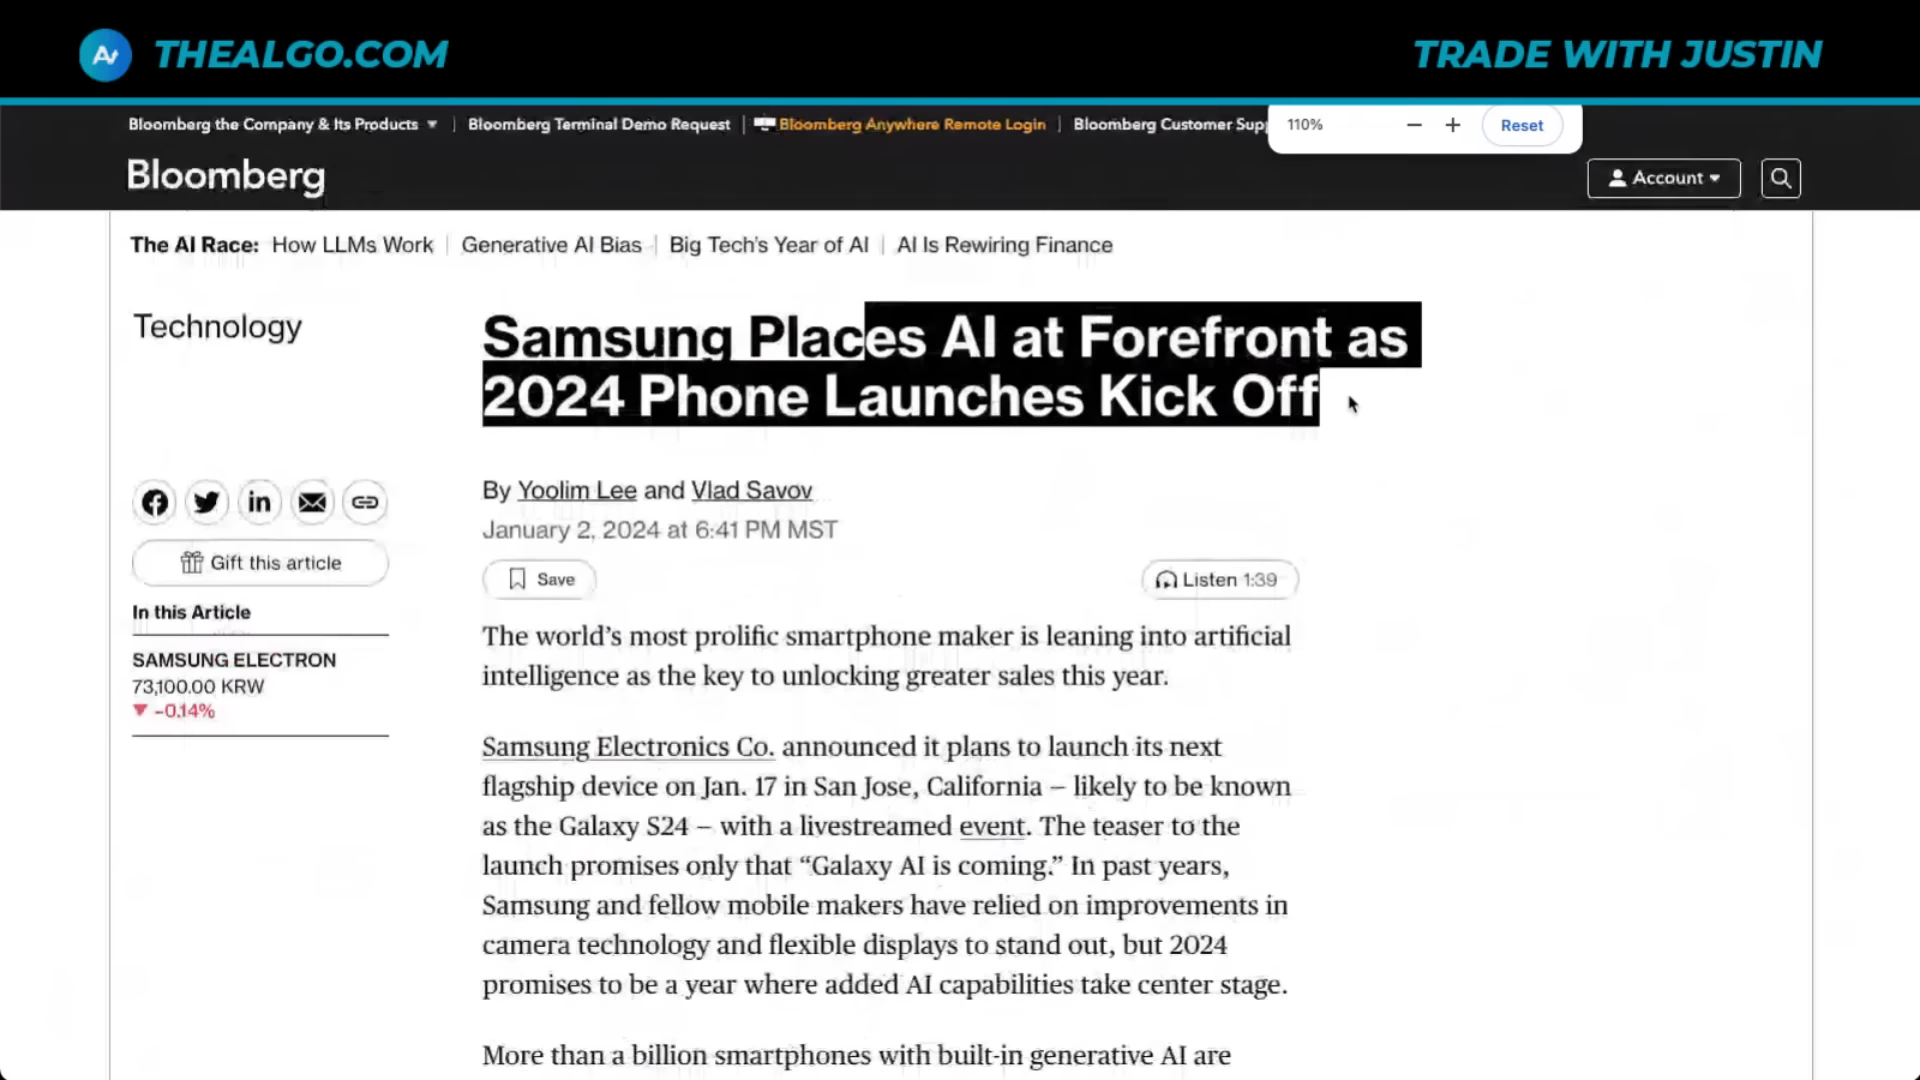 THEALGO.COM
TRADE WITH JUSTIN
Bloomberg the Company & Its Products
Bloomberg Terminal Demo Request
Bloomberg Anywhere Remote Login
Bloomberg Customer Supp
110%
Reset
Bloomberg
Account
The AI Race: How LLMs Work | Generative AI Bias | Big Tech's Year of AI | AI Is Rewiring Finance
Technology
Samsung Places AI at Forefront as
2024 Phone Launches Kick Off
By Yoolim Lee and Vlad Savov
January 2, 2024 at 6:41 PM MST
Gift this article
Save
Listen 1:39
In this Article
SAMSUNG ELECTRON
73,100.00 KRW
▼ -0.14%
The world's most prolific smartphone maker is leaning into artificial
intelligence as the key to unlocking greater sales this year.
Samsung Electronics Co. announced it plans to launch its next
flagship device on Jan. 17 in San Jose, California – likely to be known
as the Galaxy S24 – with a livestreamed event. The teaser to the
launch promises only that “Galaxy AI is coming.” In past years,
Samsung and fellow mobile makers have relied on improvements in
camera technology and flexible displays to stand out, but 2024
promises to be a year where added AI capabilities take center stage.
More than a billion smartphones with built-in generative AI are